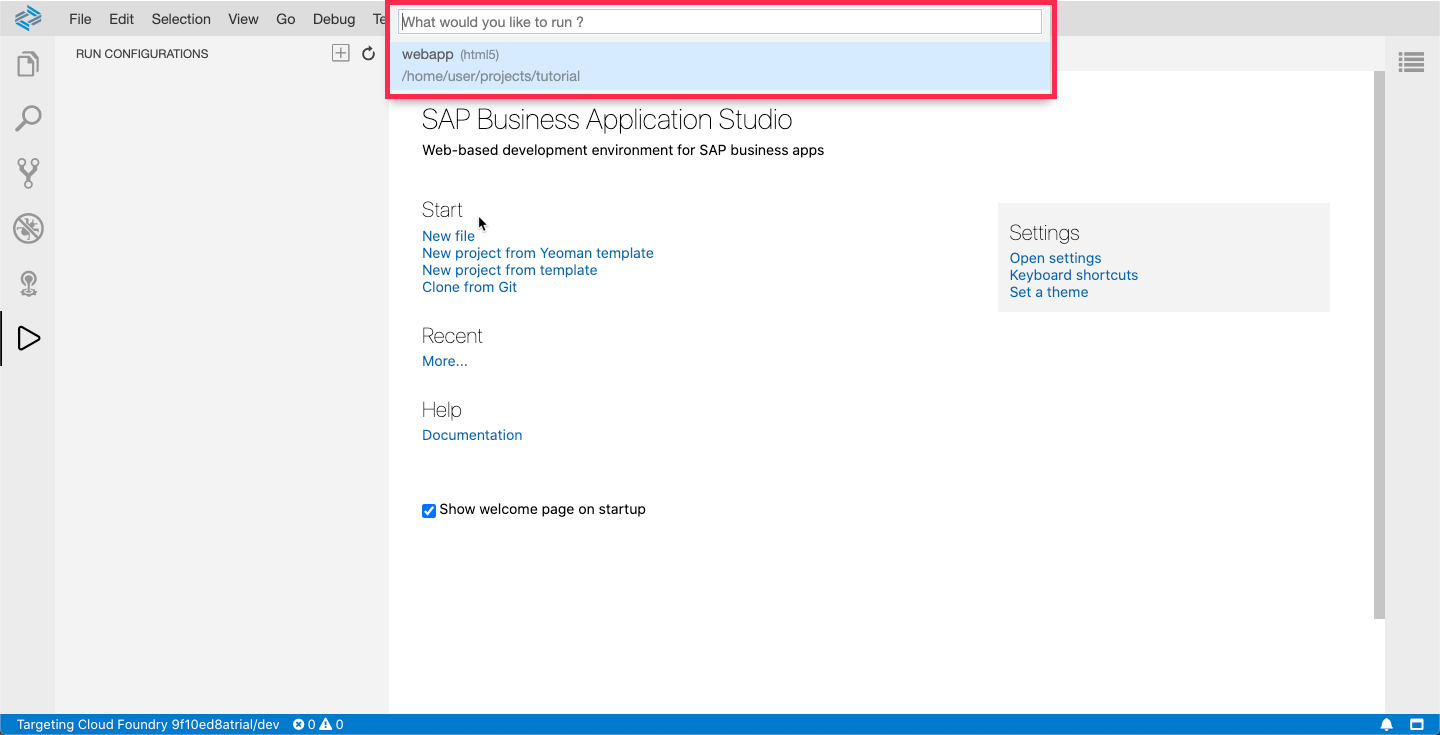 File Edit Selection View Go Debug Te
What would you like to run ?
webapp (html5)
/home/user/projects/tutorial
RUN CONFIGURATIONS
SAP Business Application Studio
Web-based development environment for SAP business apps
Start
New file
New project from Yeoman template
New project from template
Clone from Git
Recent
More...
Help
Documentation
Show welcome page on startup
Settings
Open settings
Keyboard shortcuts
Set a theme
Targeting Cloud Foundry 9f10ed8atrial/dev 0 0